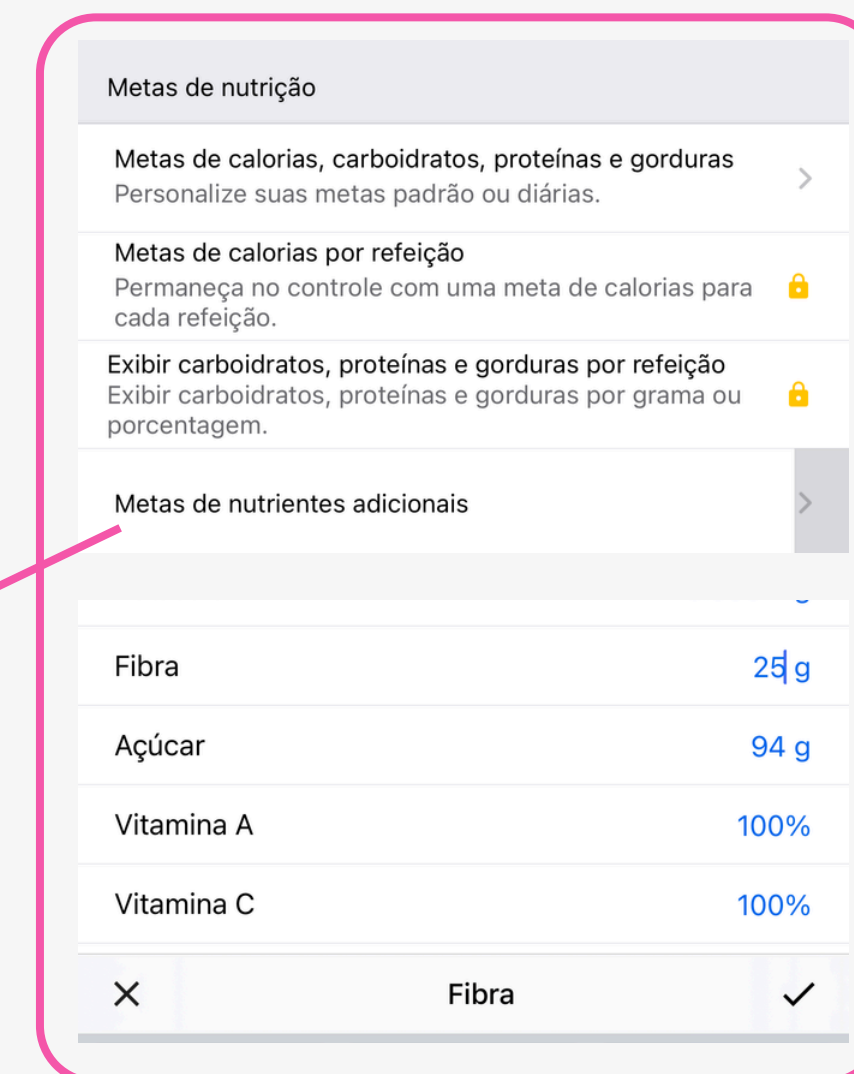 Metas de nutrição
Metas de calorias, carboidratos, proteínas e gorduras
Personalize suas metas padrão ou diárias.
Metas de calorias por refeição
Permaneça no controle com uma meta de calorias para
cada refeição.
Exibir carboidratos, proteínas e gorduras por refeição
Exibir carboidratos, proteínas e gorduras por grama ou
porcentagem.
Metas de nutrientes adicionais
Fibra 25 g
Açúcar 94 g
Vitamina A 100%
Vitamina C 100%
Fibra